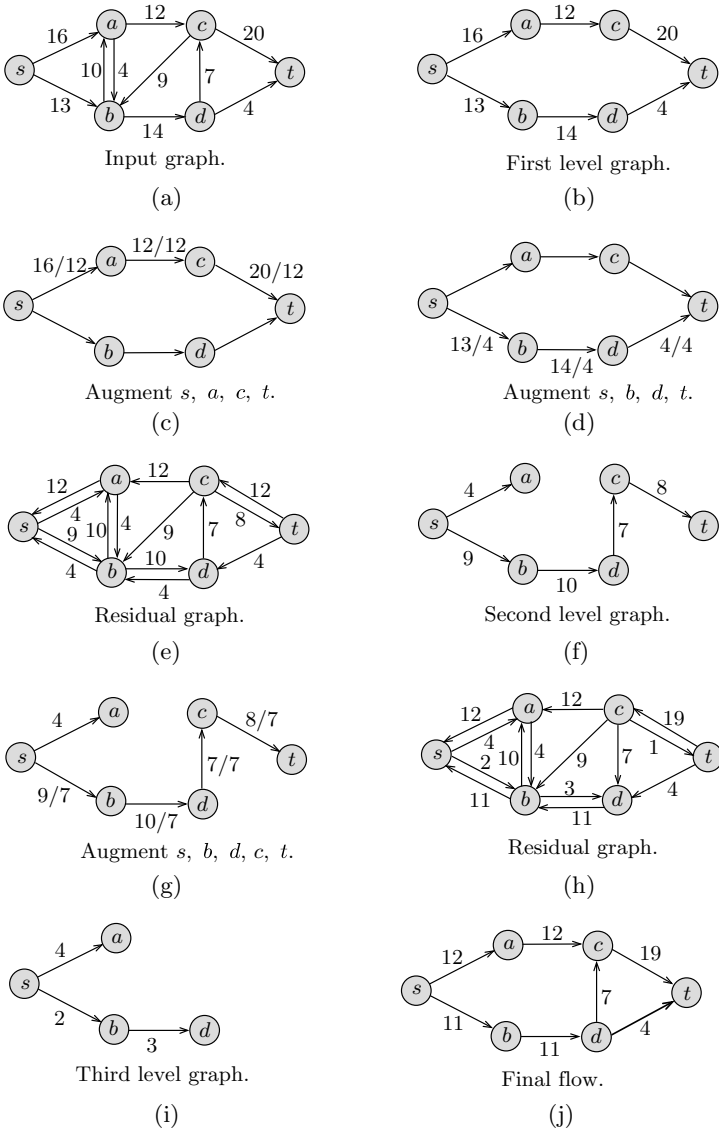 a 12 c
16 20
s 10 4 9 7 t
13 4
b 14 d
Input graph.
(a)
a 12 c
16 20
s t
13 4
b 14 d
First level graph.
(b)
a 12/12 c
16/12 20/12
s t
b d
Augment s, a, c, t.
(c)
a c
s t
13/4 4/4
b 14/4 d
Augment s, b, d, t.
(d)
a 12 c
12 12
4 8
s 10 4 9 7 t
9
4 b 10 d 4
4
Residual graph.
(e)
a c
4 8
s 7 t
9
b 10 d
Second level graph.
(f)
a c
4 8/7
s 7/7 t
9/7
b 10/7 d
Augment s, b, d, c, t.
(g)
a 12 c
12 19
4 1
s 10 4 9 7 t
2
11 b 3 d 4
11
Residual graph.
(h)
a
4
s
2
b 3 d
Third level graph.
(i)
a 12 c
12 19
s 7 t
11 4
b 11 d
Final flow.
(j)